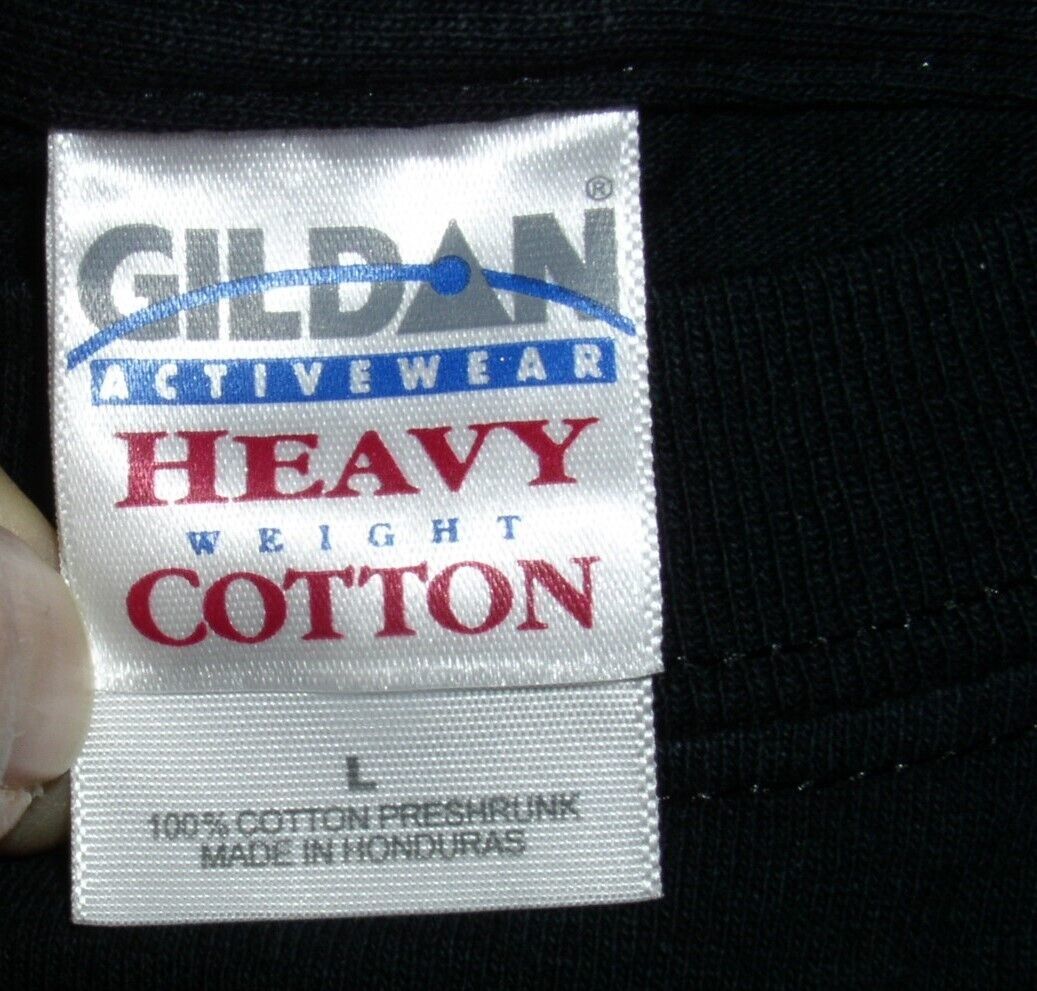 GILDAN®
ACTIVEWEAR
HEAVY
WEIGHT
COTTON
L
100% COTTON PRESHRUNK
MADE IN HONDURAS